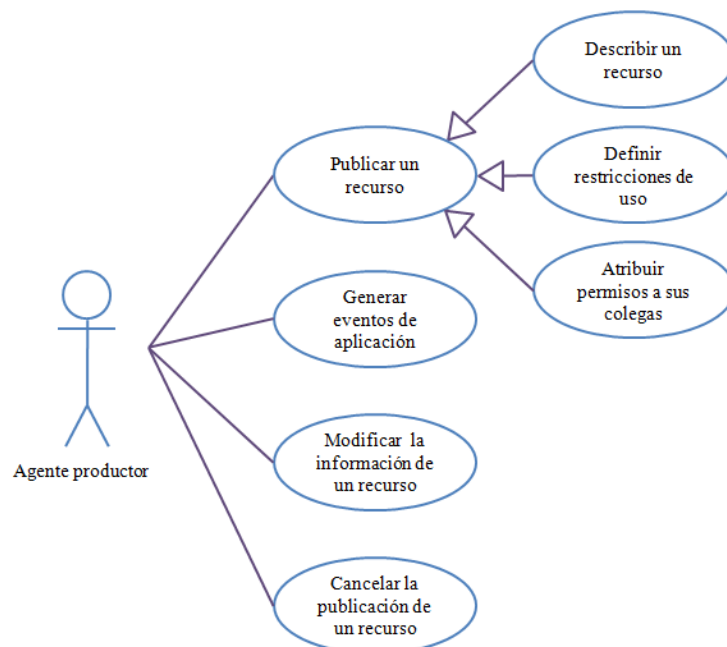 Describir un
recurso
Publicar un
recurso
Definir
restricciones de
uso
Atribuir
permisos a sus
colegas
Generar
eventos de
aplicación
Modificar la
información de
un recurso
Agente productor
Cancelar la
publicación de
un recurso